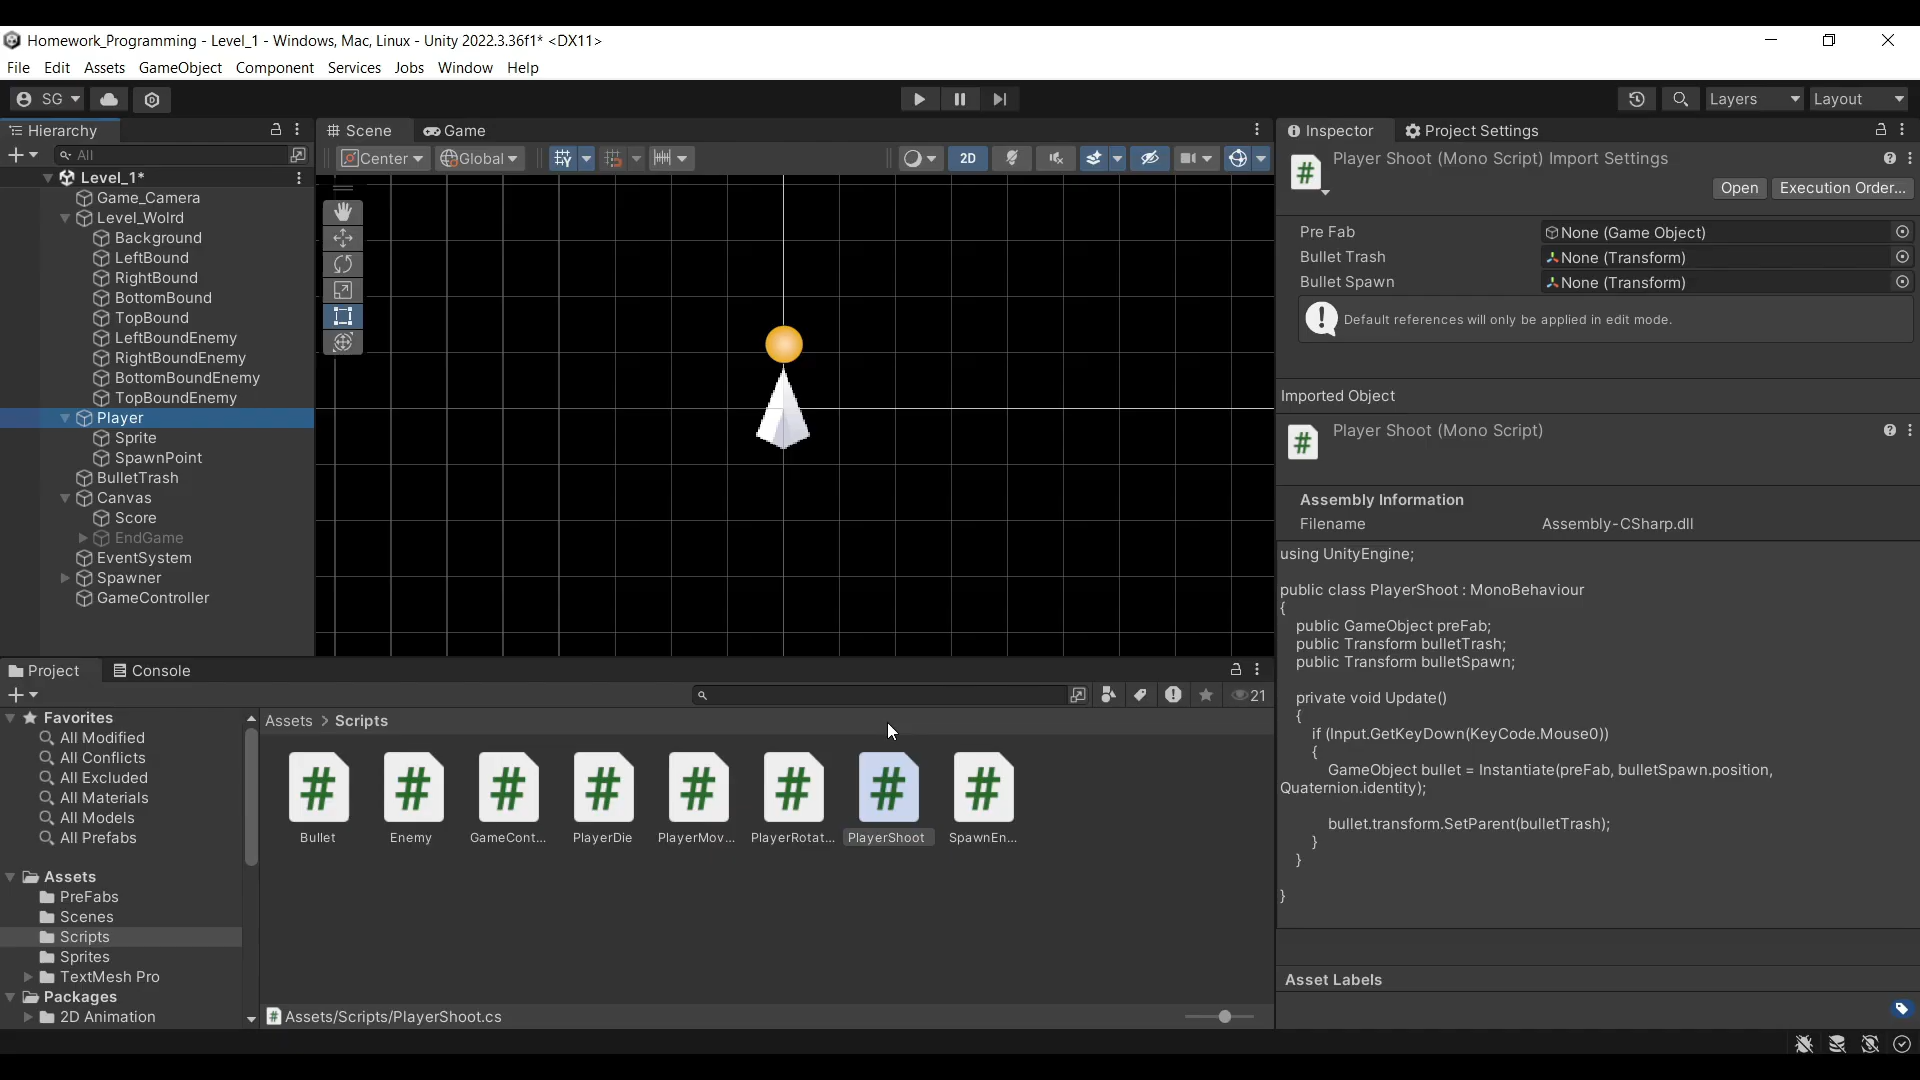 Homework_Programming - Level_1 - Windows, Mac, Linux - Unity 2022.3.36f1* <DX11>
File Edit Assets GameObject Component Services Jobs Window Help
SG
Layers
Layout
Hierarchy
All
Level_1*
Game_Camera
Level_Wolrd
Background
LeftBound
RightBound
BottomBound
TopBound
LeftBoundEnemy
RightBoundEnemy
BottomBoundEnemy
TopBoundEnemy
Player
Sprite
SpawnPoint
BulletTrash
Canvas
Score
EndGame
EventSystem
Spawner
GameController
Scene Game
Center Global 2D
Inspector Project Settings
Player Shoot (Mono Script) Import Settings
Open Execution Order...
Pre Fab None (Game Object)
Bullet Trash None (Transform)
Bullet Spawn None (Transform)
Default references will only be applied in edit mode.
Imported Object
Player Shoot (Mono Script)
Assembly Information
Filename Assembly-CSharp.dll
using UnityEngine;
public class PlayerShoot : MonoBehaviour
{
public GameObject preFab;
public Transform bulletTrash;
public Transform bulletSpawn;
private void Update()
{
if (Input.GetKeyDown(KeyCode.Mouse0))
{
GameObject bullet = Instantiate(preFab, bulletSpawn.position,
Quaternion.identity);
bullet.transform.SetParent(bulletTrash);
}
}
}
Asset Labels
Project Console
21
Favorites
All Modified
All Conflicts
All Excluded
All Materials
All Models
All Prefabs
Assets
PreFabs
Scenes
Scripts
Sprites
TextMesh Pro
Packages
2D Animation
Assets > Scripts
Bullet Enemy GameCont... PlayerDie PlayerMov... PlayerRotat... PlayerShoot SpawnEn...
Assets/Scripts/PlayerShoot.cs